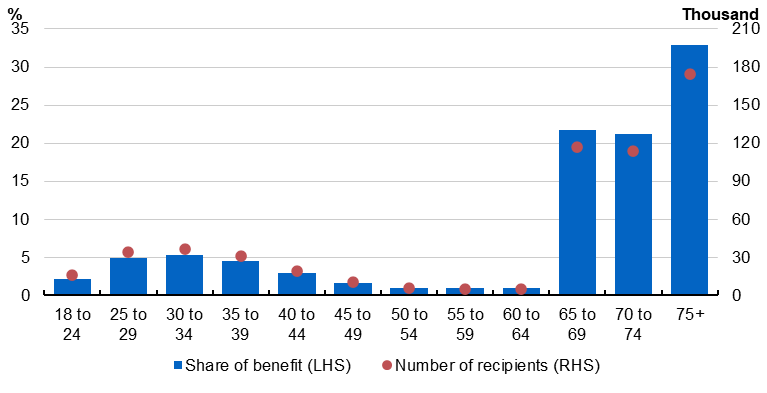 % Thousand
35 210
30 180
25 150
20 120
15 90
10 60
5 30
0 0
18 to 25 to 30 to 35 to 40 to 45 to 50 to 55 to 60 to 65 to 70 to 75+
24 29 34 39 44 49 54 59 64 69 74
Share of benefit (LHS) Number of recipients (RHS)